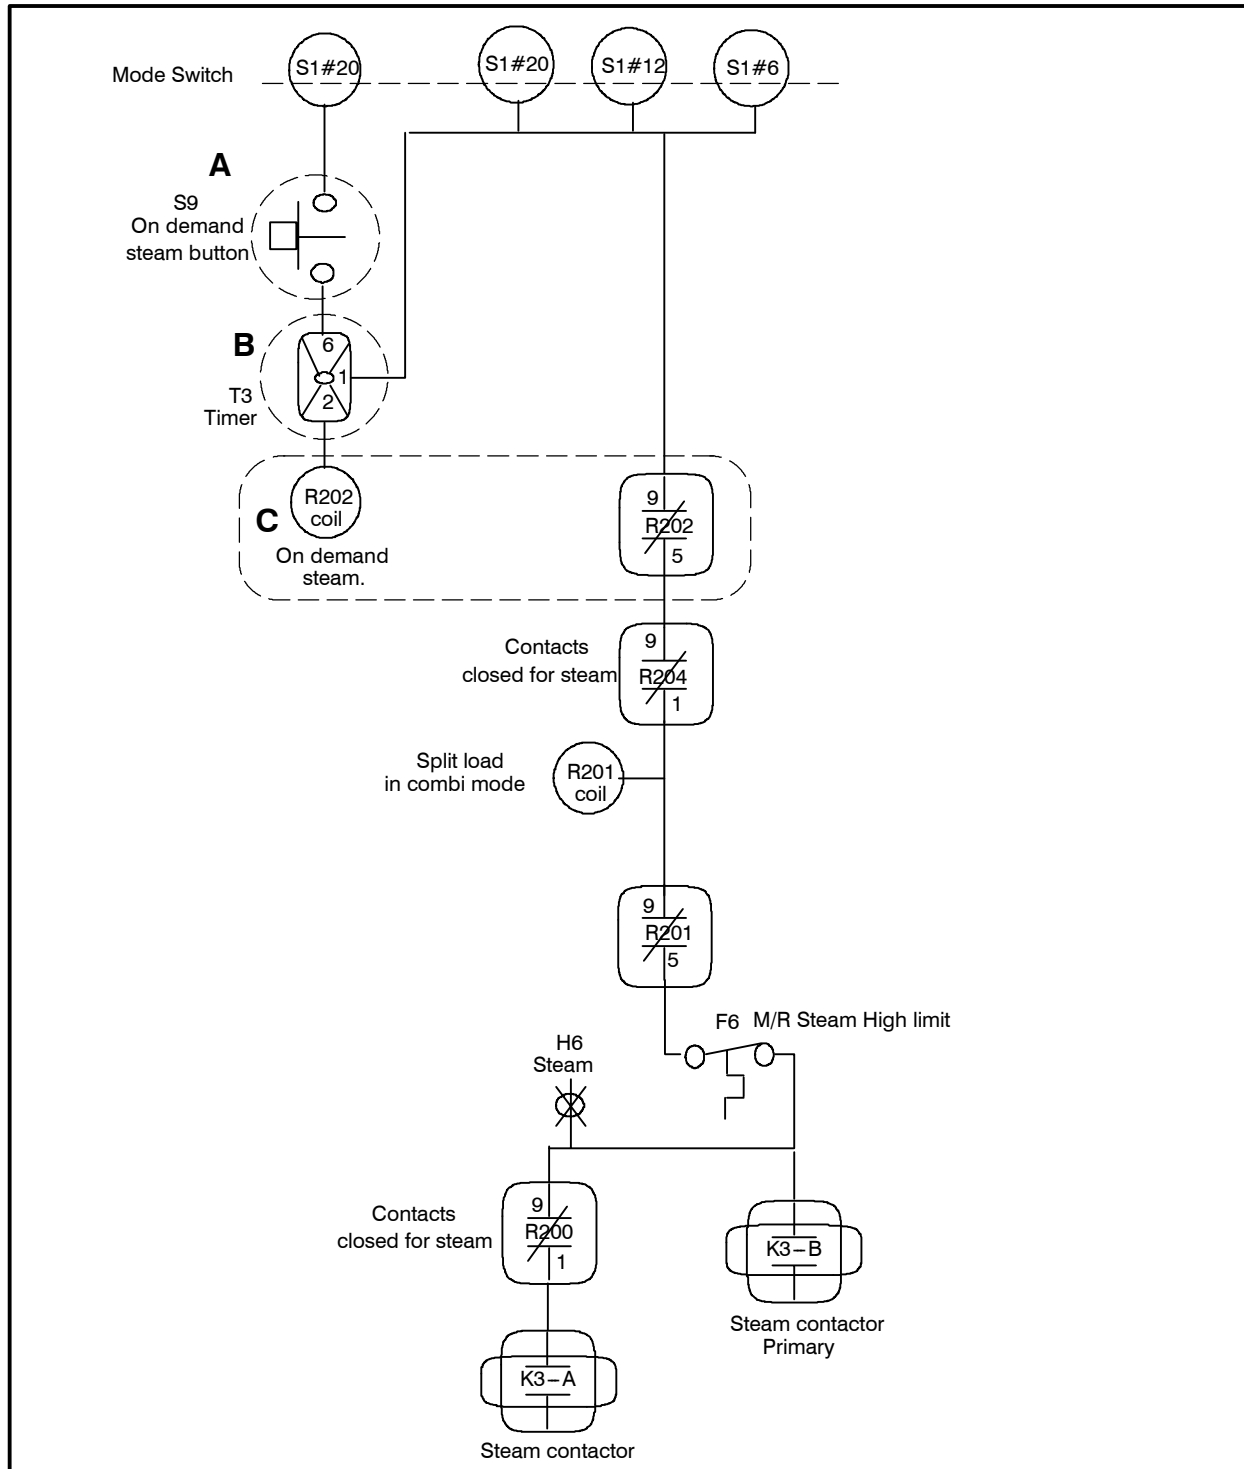 S1#20
S1#20
S1#12
S1#6
Mode Switch
A
S9
On demand
steam button
B
6
1
2
T3
Timer
C
R202
coil
On demand
steam.
9
R202
5
Contacts
closed for steam
9
R204
1
Split load
in combi mode
R201
coil
9
R201
5
F6 M/R Steam High limit
H6
Steam
Contacts
closed for steam
9
R200
1
K3-B
Steam contactor
Primary
K3-A
Steam contactor